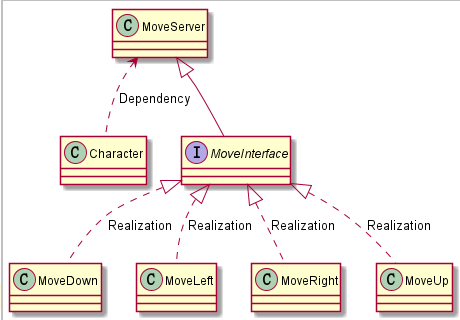 C MoveServer
Dependency
C Character
I MoveInterface
Realization
Realization
Realization
Realization
C MoveDown
C MoveLeft
C MoveRight
C MoveUp